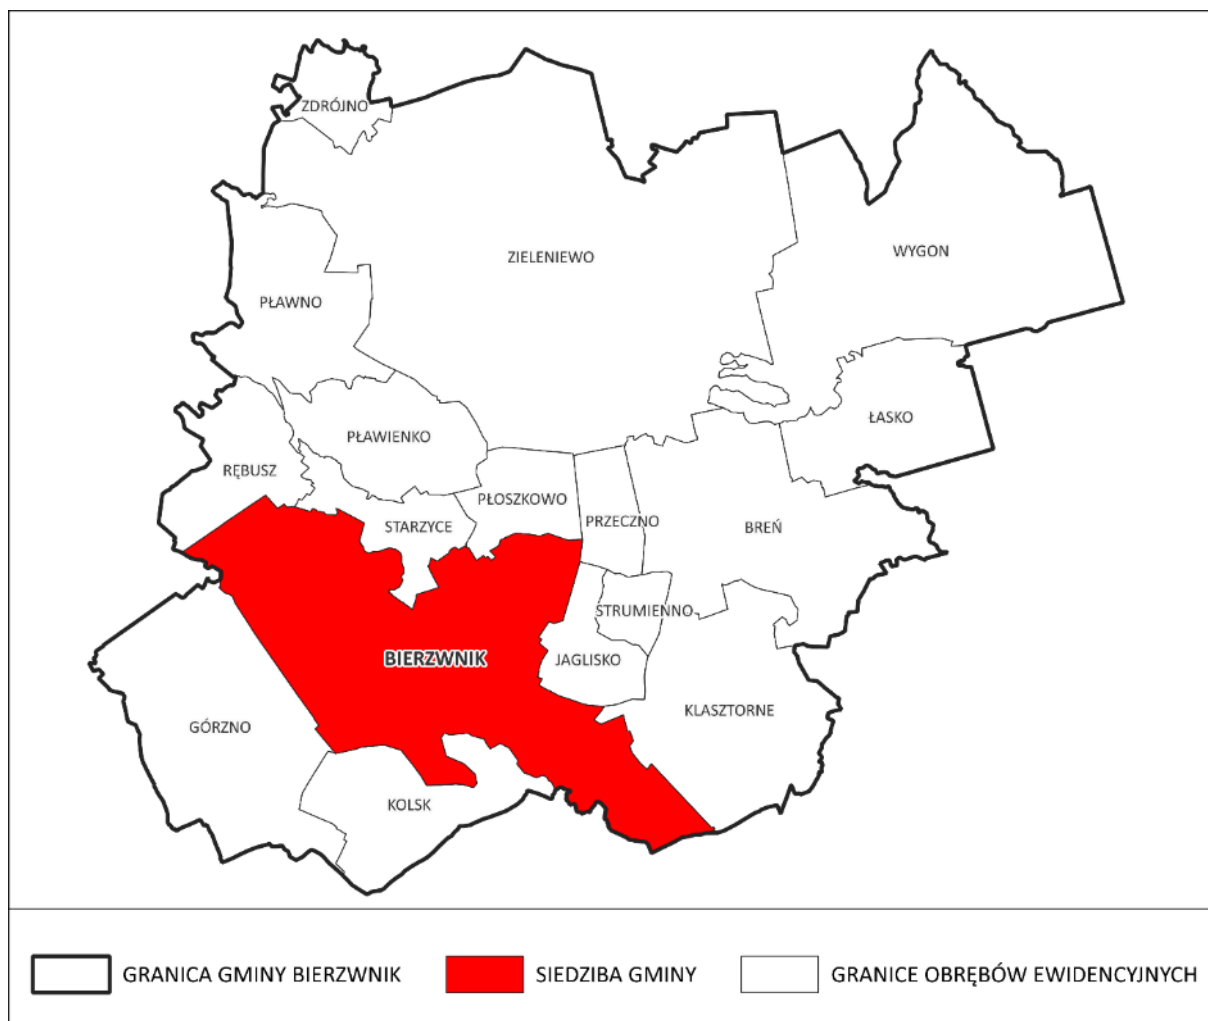 ZDRÓJNO
ZIELENIEWO
WYGON
PŁAWNO
ŁASKO
PŁAWIENKO
RĘBUSZ
PŁOSZKOWO
STARZYCE
PRZECZNO
BREŃ
STRUMIENNO
BIERZWNIK
JAGLISKO
KLASZTORNE
GÓRZNO
KOLSK
GRANICA GMINY BIERZWNIK
SIEDZIBA GMINY
GRANICE OBRĘBÓW EWIDENCYJNYCH